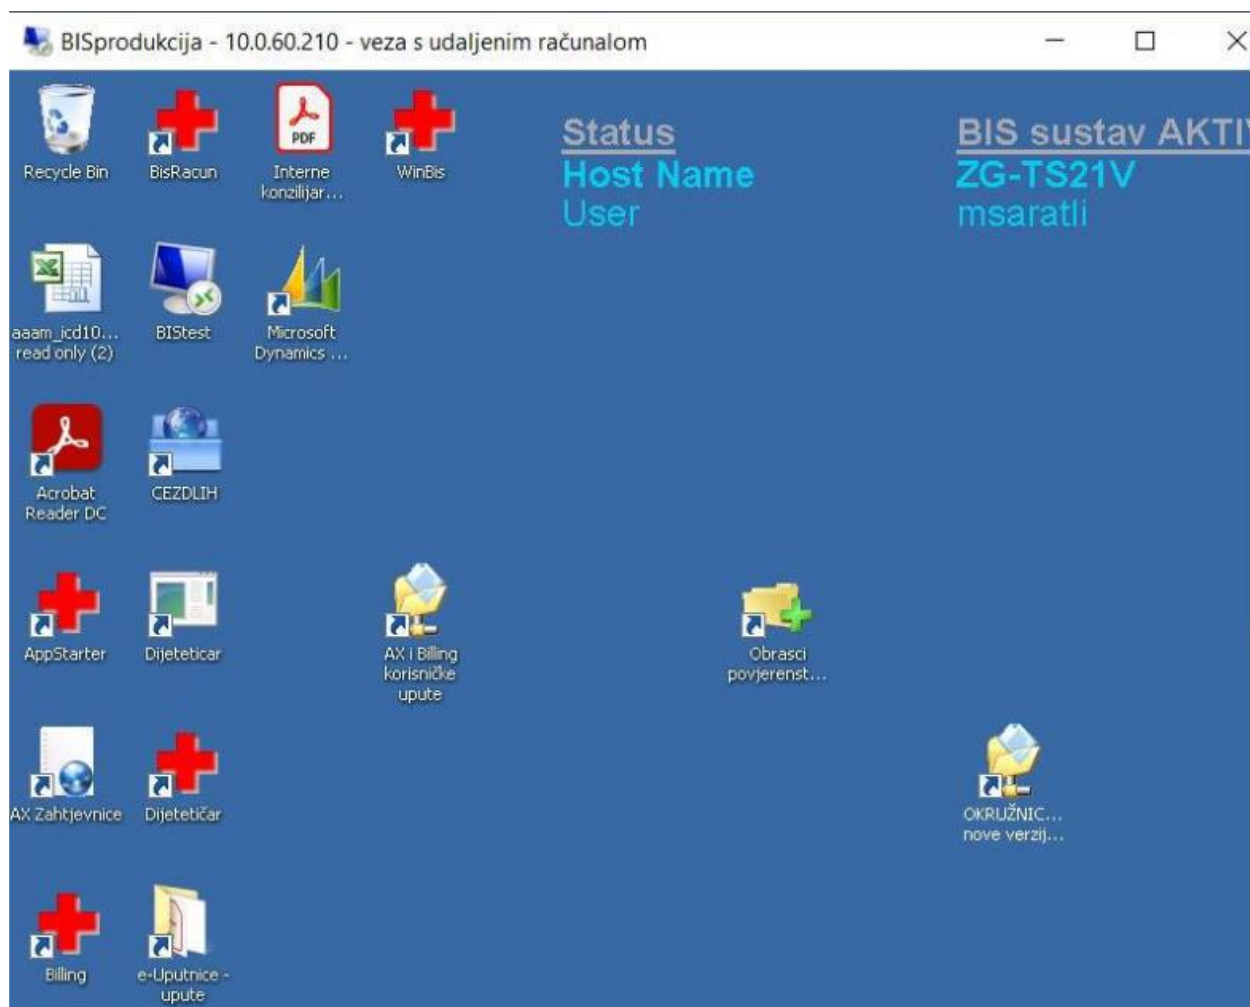 BISprodukcija - 10.0.60.210 - veza s udaljenim računalom
Status
BIS sustav AKTIV
Host Name
ZG-TS21V
User
msaratli
Recycle Bin
BisRacun
Interne
konzilijar...
WinBis
PDF
aaam_icd10...
read only (2)
BIStest
Microsoft
Dynamics ...
Acrobat
Reader DC
CEZDLIH
AppStarter
Dijeteticar
AX i Billing
korisničke
upute
Obrasci
povjerenst...
AX Zahtjevnice
Dijetetičar
OKRUŽNIC...
nove verzij...
Billing
e-Uputnice -
upute